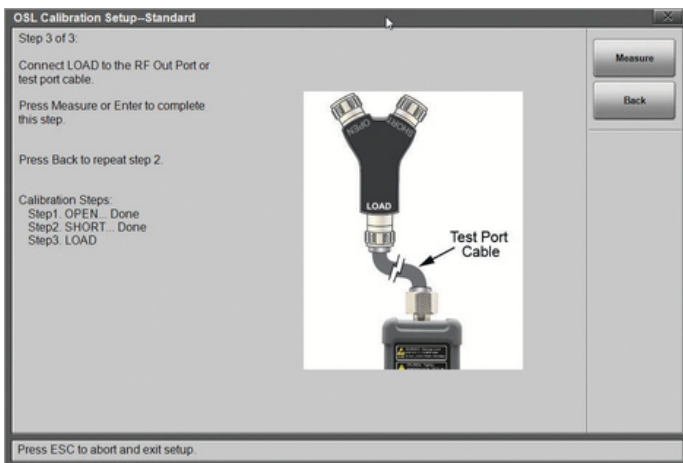 OSL Calibration Setup--Standard
Step 3 of 3:
Connect LOAD to the RF Out Port or
test port cable.
Press Measure or Enter to complete
this step.
Press Back to repeat step 2.
Calibration Steps:
Step1. OPEN... Done
Step2. SHORT... Done
Step3. LOAD
OPEN
SHORT
LOAD
Test Port
Cable
Measure
Back
Press ESC to abort and exit setup.